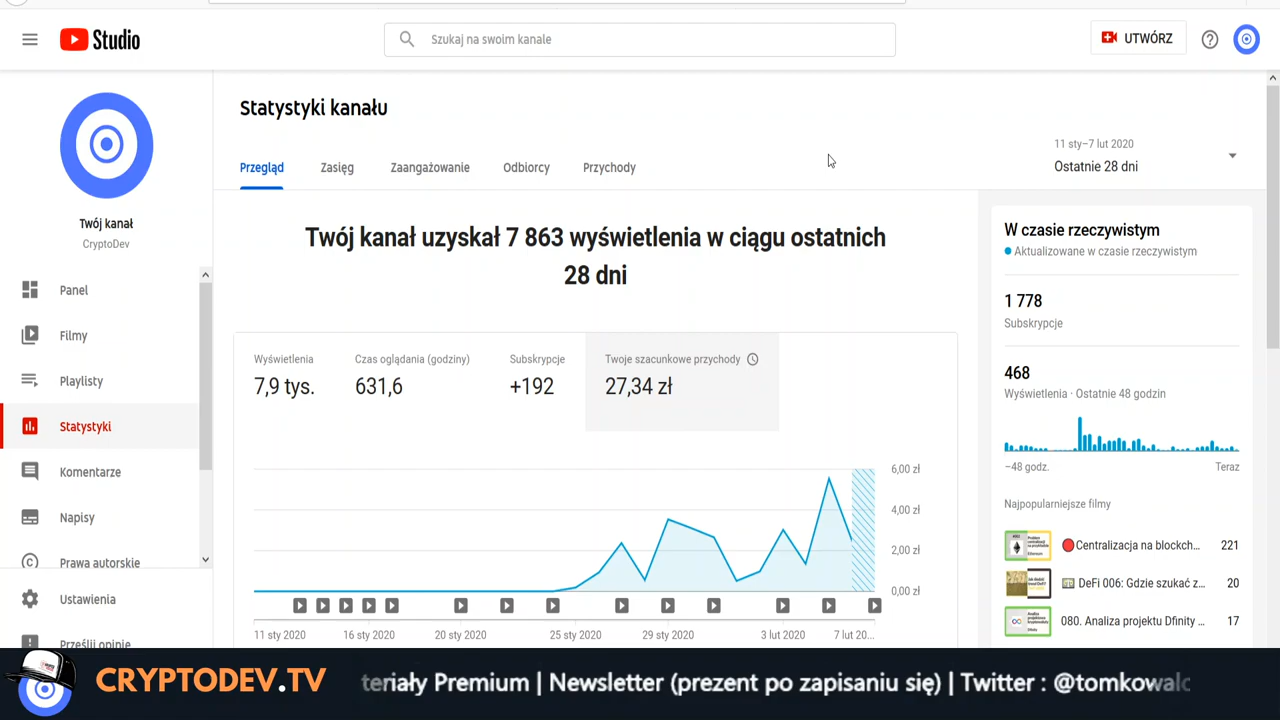 Studio
Szukaj na swoim kanale
UTWÓRZ
Twój kanał
CryptoDev
Panel
Filmy
Playlisty
Statystyki
Komentarze
Napisy
Prawa autorskie
Ustawienia
Prześlij opinię
Statystyki kanału
Przegląd
Zasięg
Zaangażowanie
Odbiorcy
Przychody
11 sty–7 lut 2020
Ostatnie 28 dni
Twój kanał uzyskał 7 863 wyświetlenia w ciągu ostatnich
28 dni
Wyświetlenia
7,9 tys.
Czas oglądania (godziny)
631,6
Subskrypcje
+192
Twoje szacunkowe przychody
27,34 zł
6,00 zł
4,00 zł
2,00 zł
0,00 zł
11 sty 2020
16 sty 2020
20 sty 2020
25 sty 2020
29 sty 2020
3 lut 2020
7 lut 20...
W czasie rzeczywistym
Aktualizowane w czasie rzeczywistym
1 778
Subskrypcje
468
Wyświetlenia · Ostatnie 48 godzin
−48 godz.
Teraz
Najpopularniejsze filmy
Centralizacja na blockch... 221
DeFi 006: Gdzie szukać z... 20
080. Analiza projektu Dfinity ... 17
CRYPTODEV.TV
teriały Premium | Newsletter (prezent po zapisaniu się) | Twitter : @tomkowalc